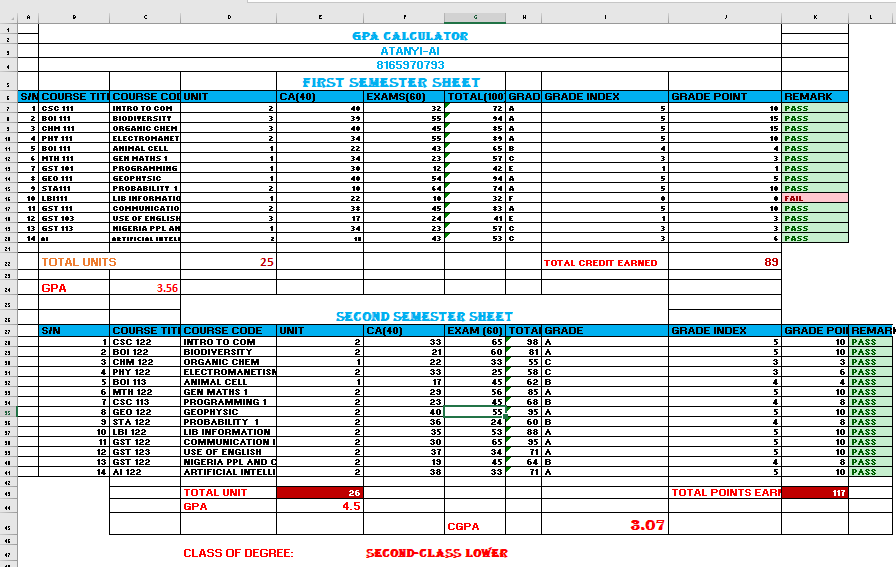 A B C D E F G H I J K L
GPA CALCULATOR
ATANYI-AI
8165970793
FIRST SEMESTER SHEET
S/N COURSE TITI COURSE COI UNIT CA(40) EXAMS(60) TOTAL(100 GRAD GRADE INDEX GRADE POINT REMARK
1 CSC 111 INTRO TO COM 2 40 32 72 A 5 10 PASS
2 BOI 111 BIODIVERSITY 3 39 55 94 A 5 15 PASS
3 CHM 111 ORGANIC CHEM 3 40 45 85 A 5 15 PASS
4 PHY 111 ELECTROMANET 2 34 55 89 A 5 10 PASS
5 BOI 111 ANIMAL CELL 1 22 43 65 B 4 4 PASS
6 MTH 111 GEN MATHS 1 1 34 23 57 C 3 3 PASS
7 GST 101 PROGRAMMING 1 30 12 42 E 1 1 PASS
8 GEO 111 GEOPHYSIC 1 40 54 94 A 5 5 PASS
9 STA111 PROBABILITY 1 2 10 64 74 A 5 10 PASS
10 LBI111 LIB INFORMATIO 1 22 10 32 F 0 0 FAIL
11 GST 111 COMMUNICATIO 2 38 45 83 A 5 10 PASS
12 GST 103 USE OF ENGLISH 3 17 24 41 E 1 3 PASS
13 GST 113 NIGERIA PPL AN 1 34 23 57 C 3 3 PASS
14 AI ARTIFICIAL INTELI 2 10 43 53 C 3 6 PASS
TOTAL UNITS 25 TOTAL CREDIT EARNED 89
GPA 3.56
SECOND SEMESTER SHEET
S/N COURSE TITI COURSE CODE UNIT CA(40) EXAM (60) TOTAI GRADE GRADE INDEX GRADE POI REMARK
1 CSC 122 INTRO TO COM 2 33 65 98 A 5 10 PASS
2 BOI 122 BIODIVERSITY 2 21 60 81 A 5 10 PASS
3 CHM 122 ORGANIC CHEM 1 22 33 55 C 3 3 PASS
4 PHY 122 ELECTROMANETISM 2 33 25 58 C 3 6 PASS
5 BOI 113 ANIMAL CELL 1 17 45 62 B 4 4 PASS
6 MTH 122 GEN MATHS 1 2 29 56 85 A 5 10 PASS
7 CSC 113 PROGRAMMING 1 2 23 45 68 B 4 8 PASS
8 GEO 122 GEOPHYSIC 2 40 55 95 A 5 10 PASS
9 STA 122 PROBABILITY 1 2 36 24 60 B 4 8 PASS
10 LBI 122 LIB INFORMATION 2 35 53 88 A 5 10 PASS
11 GST 122 COMMUNICATION I 2 30 65 95 A 5 10 PASS
12 GST 123 USE OF ENGLISH 2 37 34 71 A 5 10 PASS
13 GST 122 NIGERIA PPL AND C 2 19 45 64 B 4 8 PASS
14 AI 122 ARTIFICIAL INTELLI 2 38 33 71 A 5 10 PASS
TOTAL UNIT 26 TOTAL POINTS EARI 117
GPA 4.5
CGPA 3.07
CLASS OF DEGREE: SECOND-CLASS LOWER